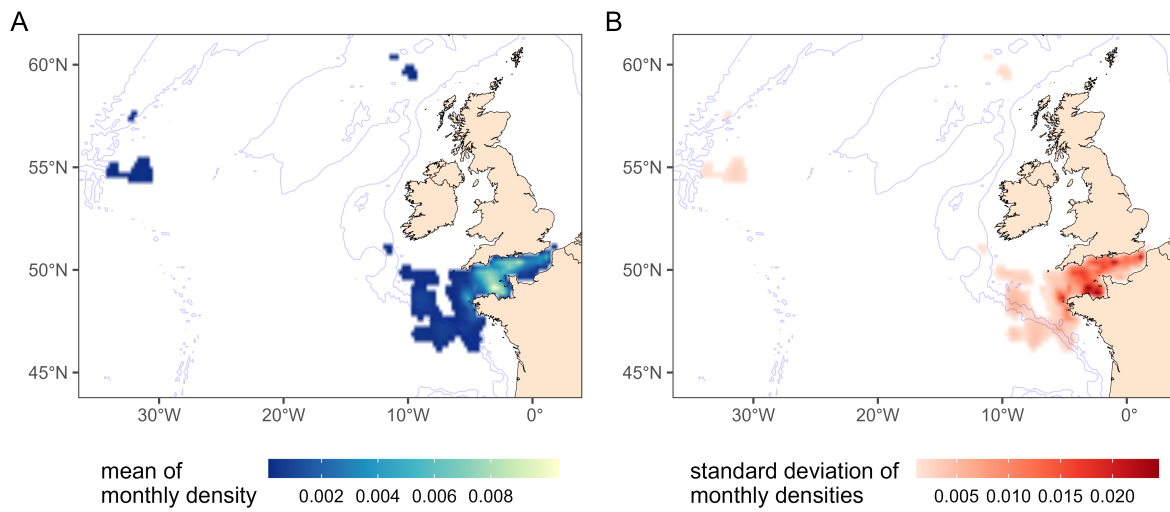 A
60°N
55°N
50°N
45°N
30°W 20°W 10°W 0°
mean of
monthly density
0.002 0.004 0.006 0.008
B
60°N
55°N
50°N
45°N
30°W 20°W 10°W 0°
standard deviation of
monthly densities
0.005 0.010 0.015 0.020